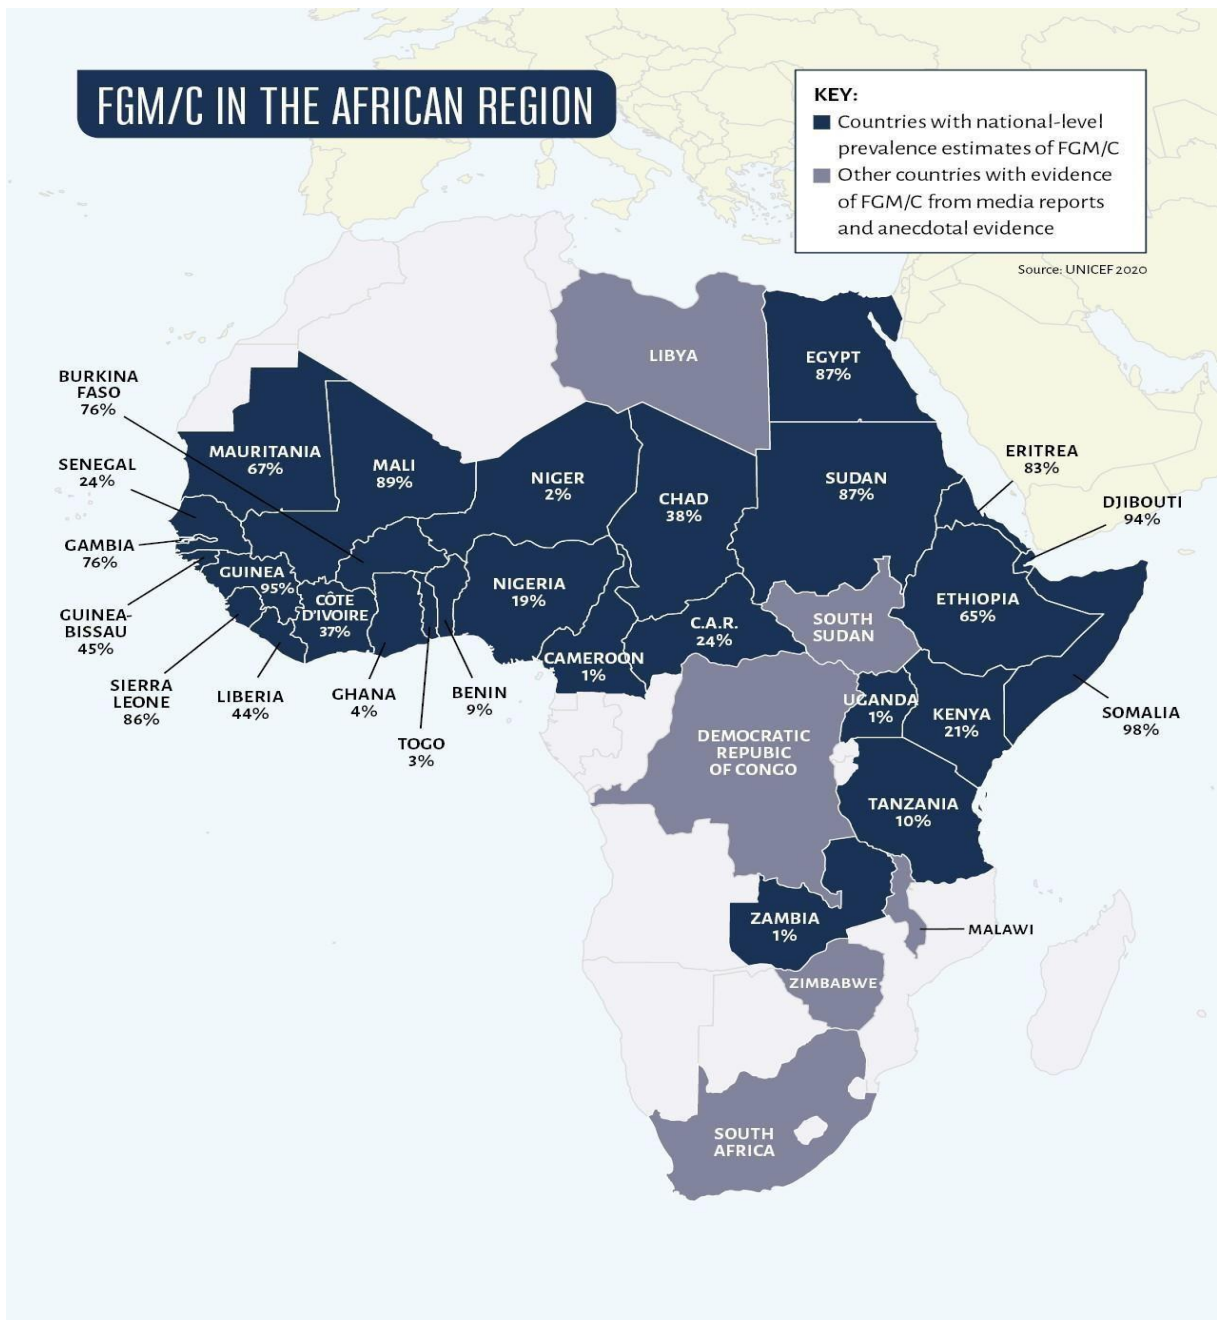 FGM/C IN THE AFRICAN REGION
KEY:
Countries with national-level
prevalence estimates of FGM/C
Other countries with evidence
of FGM/C from media reports
and anecdotal evidence
Source: UNICEF 2020
LIBYA
EGYPT
87%
BURKINA
FASO
76%
MAURITANIA
67%
MALI
89%
NIGER
2%
CHAD
38%
SUDAN
87%
ERITREA
83%
DJIBOUTI
94%
SENEGAL
24%
GAMBIA
76%
GUINEA
95%
CÔTE
D'IVOIRE
37%
NIGERIA
19%
C.A.R.
24%
SOUTH
SUDAN
ETHIOPIA
65%
GUINEA-
BISSAU
45%
SIERRA
LEONE
86%
LIBERIA
44%
GHANA
4%
TOGO
3%
BENIN
9%
CAMEROON
1%
UGANDA
1%
KENYA
21%
SOMALIA
98%
DEMOCRATIC
REPUBIC
OF CONGO
TANZANIA
10%
ZAMBIA
1%
MALAWI
ZIMBABWE
SOUTH
AFRICA